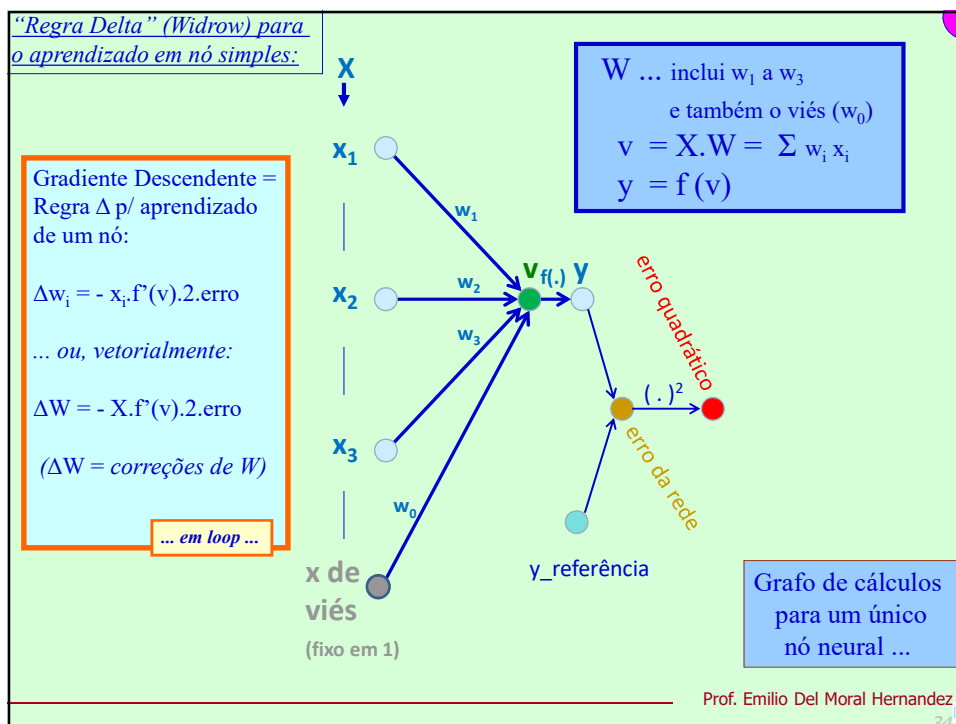 “Regra Delta” (Widrow) para
o aprendizado em nó simples:
X
W ... inclui w₁ a w₃
e também o viés (w₀)
v = X.W = Σ wᵢ xᵢ
y = f (v)
Gradiente Descendente =
Regra Δ p/ aprendizado
de um nó:
Δwᵢ = - xᵢ.f’(v).2.erro
... ou, vetorialmente:
ΔW = - X.f’(v).2.erro
(ΔW = correções de W)
... em loop ...
x₁
w₁
x₂
w₂
v f(.) y
w₃
x₃
w₀
erro quadrático
( . )²
erro da rede
y_referência
x de
viés
(fixo em 1)
Grafo de cálculos
para um único
nó neural ...
Prof. Emilio Del Moral Hernandez
34